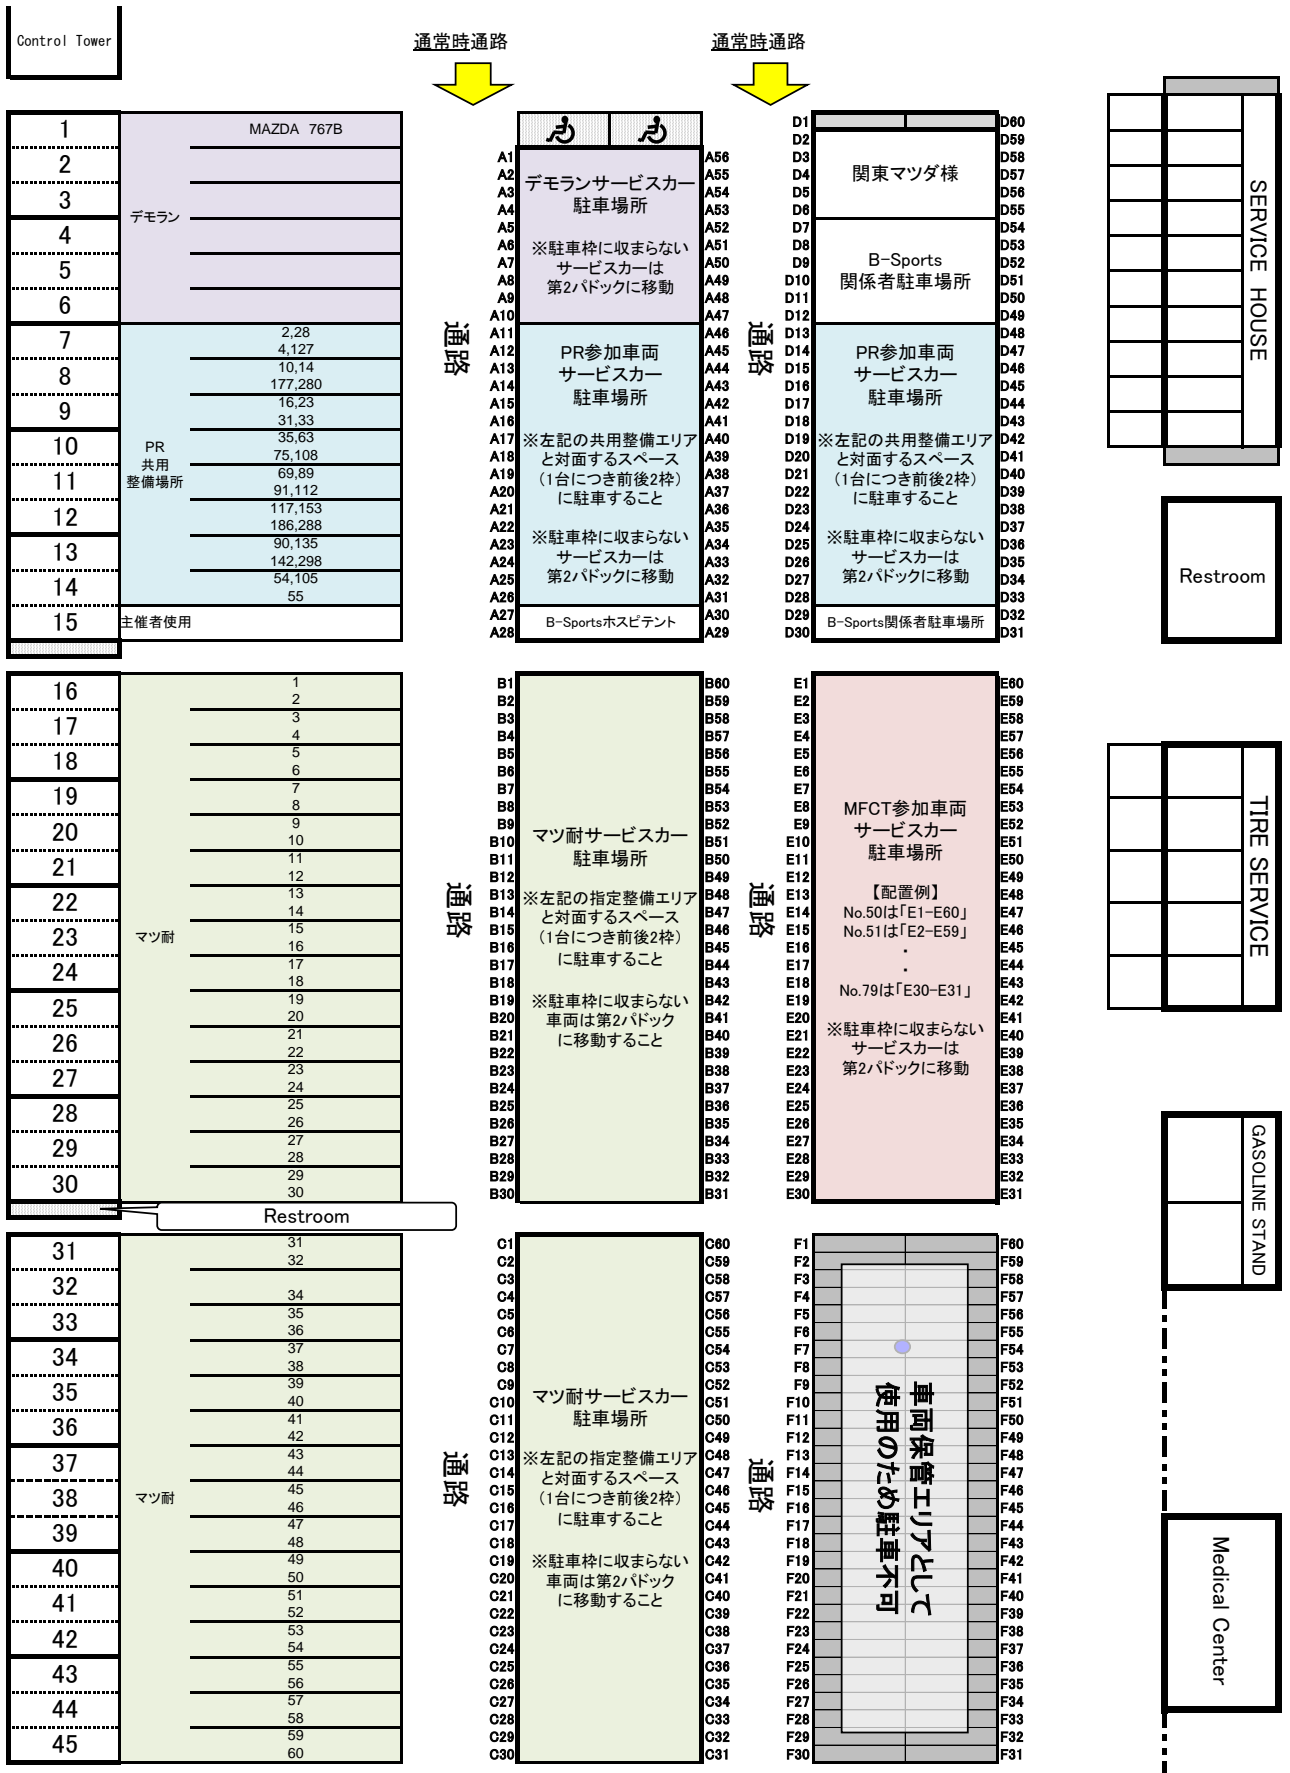 Control Tower
通常時通路
通常時通路
1
2
3
4
5
6
7
8
9
10
11
12
13
14
15
デモラン
MAZDA 767B
PR
共用
整備場所
2,28
4,127
10,14
177,280
16,23
31,33
35,63
75,108
69,89
91,112
117,153
186,288
90,135
142,298
54,105
55
主催者使用
通路
A1
A2
A3
A4
A5
A6
A7
A8
A9
A10
A11
A12
A13
A14
A15
A16
A17
A18
A19
A20
A21
A22
A23
A24
A25
A26
A27
A28
デモランサービスカー
駐車場所
※駐車枠に収まらない
サービスカーは
第2パドックに移動
PR参加車両
サービスカー
駐車場所
※左記の共用整備エリア
と対面するスペース
（1台につき前後2枠）
に駐車すること
※駐車枠に収まらない
サービスカーは
第2パドックに移動
B-Sportsホスピテント
A56
A55
A54
A53
A52
A51
A50
A49
A48
A47
A46
A45
A44
A43
A42
A41
A40
A39
A38
A37
A36
A35
A34
A33
A32
A31
A30
A29
通路
D1
D2
D3
D4
D5
D6
D7
D8
D9
D10
D11
D12
D13
D14
D15
D16
D17
D18
D19
D20
D21
D22
D23
D24
D25
D26
D27
D28
D29
D30
関東マツダ様
B-Sports
関係者駐車場所
PR参加車両
サービスカー
駐車場所
※左記の共用整備エリア
と対面するスペース
（1台につき前後2枠）
に駐車すること
※駐車枠に収まらない
サービスカーは
第2パドックに移動
B-Sports関係者駐車場所
D60
D59
D58
D57
D56
D55
D54
D53
D52
D51
D50
D49
D48
D47
D46
D45
D44
D43
D42
D41
D40
D39
D38
D37
D36
D35
D34
D33
D32
D31
SERVICE HOUSE
Restroom
16
17
18
19
20
21
22
23
24
25
26
27
28
29
30
マツ耐
1
2
3
4
5
6
7
8
9
10
11
12
13
14
15
16
17
18
19
20
21
22
23
24
25
26
27
28
29
30
Restroom
通路
B1
B2
B3
B4
B5
B6
B7
B8
B9
B10
B11
B12
B13
B14
B15
B16
B17
B18
B19
B20
B21
B22
B23
B24
B25
B26
B27
B28
B29
B30
マツ耐サービスカー
駐車場所
※左記の指定整備エリア
と対面するスペース
（1台につき前後2枠）
に駐車すること
※駐車枠に収まらない
車両は第2パドック
に移動すること
B60
B59
B58
B57
B56
B55
B54
B53
B52
B51
B50
B49
B48
B47
B46
B45
B44
B43
B42
B41
B40
B39
B38
B37
B36
B35
B34
B33
B32
B31
通路
E1
E2
E3
E4
E5
E6
E7
E8
E9
E10
E11
E12
E13
E14
E15
E16
E17
E18
E19
E20
E21
E22
E23
E24
E25
E26
E27
E28
E29
E30
MFCT参加車両
サービスカー
駐車場所
【配置例】
No.50は「E1-E60」
No.51は「E2-E59」
・
・
No.79は「E30-E31」
※駐車枠に収まらない
サービスカーは
第2パドックに移動
E60
E59
E58
E57
E56
E55
E54
E53
E52
E51
E50
E49
E48
E47
E46
E45
E44
E43
E42
E41
E40
E39
E38
E37
E36
E35
E34
E33
E32
E31
TIRE SERVICE
GASOLINE STAND
31
32
33
34
35
36
37
38
39
40
41
42
43
44
45
マツ耐
31
32
34
35
36
37
38
39
40
41
42
43
44
45
46
47
48
49
50
51
52
53
54
55
56
57
58
59
60
通路
C1
C2
C3
C4
C5
C6
C7
C8
C9
C10
C11
C12
C13
C14
C15
C16
C17
C18
C19
C20
C21
C22
C23
C24
C25
C26
C27
C28
C29
C30
マツ耐サービスカー
駐車場所
※左記の指定整備エリア
と対面するスペース
（1台につき前後2枠）
に駐車すること
※駐車枠に収まらない
車両は第2パドック
に移動すること
C60
C59
C58
C57
C56
C55
C54
C53
C52
C51
C50
C49
C48
C47
C46
C45
C44
C43
C42
C41
C40
C39
C38
C37
C36
C35
C34
C33
C32
C31
通路
F1
F2
F3
F4
F5
F6
F7
F8
F9
F10
F11
F12
F13
F14
F15
F16
F17
F18
F19
F20
F21
F22
F23
F24
F25
F26
F27
F28
F29
F30
車両保管エリアとして
使用のため駐車不可
F60
F59
F58
F57
F56
F55
F54
F53
F52
F51
F50
F49
F48
F47
F46
F45
F44
F43
F42
F41
F40
F39
F38
F37
F36
F35
F34
F33
F32
F31
Medical Center